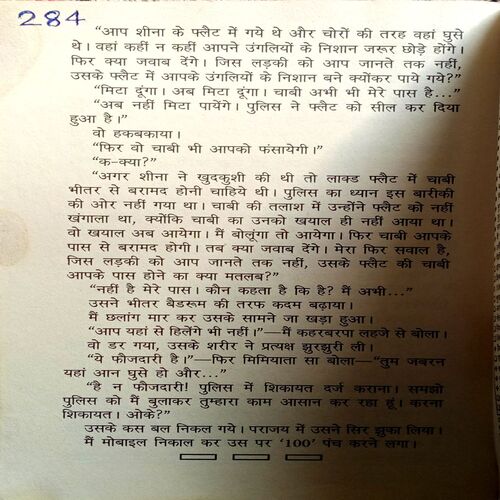 284
“आप शीना के फ्लैट में गये थे और चोरों की तरह वहां घुसे
थे। वहां कहीं न कहीं आपने उंगलियों के निशान जरूर छोड़े होंगे।
फिर क्या जवाब देंगे। जिस लड़की को आप जानते तक नहीं,
उसके फ्लैट में आपके उंगलियों के निशान बने क्योंकर पाये गये?”
“मिटा दूंगा। अब मिटा दूंगा। चाबी अभी भी मेरे पास है...”
“अब नहीं मिटा पायेंगे। पुलिस ने फ्लैट को सील कर दिया
हुआ है।”
वो हकबकाया।
“फिर वो चाबी भी आपको फंसायेगी।”
“क-क्या?”
“अगर शीना ने खुदकुशी की थी तो लाक्ड फ्लैट में चाबी
भीतर से बरामद होनी चाहिये थी। पुलिस का ध्यान इस बारीकी
की ओर नहीं गया था। चाबी की तलाश में उन्होंने फ्लैट को नहीं
खंगाला था, क्योंकि चाबी का उनको खयाल ही नहीं आया था।
वो खयाल अब आयेगा। मैं बोलूंगा तो आयेगा। फिर चाबी आपके
पास से बरामद होगी। तब क्या जवाब देंगे। मेरा फिर सवाल है,
जिस लड़की को आप जानते तक नहीं, उसके फ्लैट की चाबी
आपके पास होने का क्या मतलब?”
“नहीं है मेरे पास। कौन कहता है कि है? मैं अभी...”
उसने भीतर बैडरूम की तरफ कदम बढ़ाया।
मैं छलांग मार कर उसके सामने जा खड़ा हुआ।
“आप यहां से हिलेंगे भी नहीं।”—मैं कहरबरपा लहजे से बोला।
वो डर गया, उसके शरीर ने प्रत्यक्ष झुरझुरी ली।
“ये फौजदारी है।”—फिर मिमियाता सा बोला—“तुम जबरन
यहां आन घुसे हो और...”
“है न फौजदारी! पुलिस में शिकायत दर्ज कराना। समझो
पुलिस को मैं बुलाकर तुम्हारा काम आसान कर रहा हूं। करना
शिकायत। ओके?”
उसके कस बल निकल गये। पराजय में उसने सिर झुका लिया।
मैं मोबाइल निकाल कर उस पर ‘100’ पंच करने लगा।